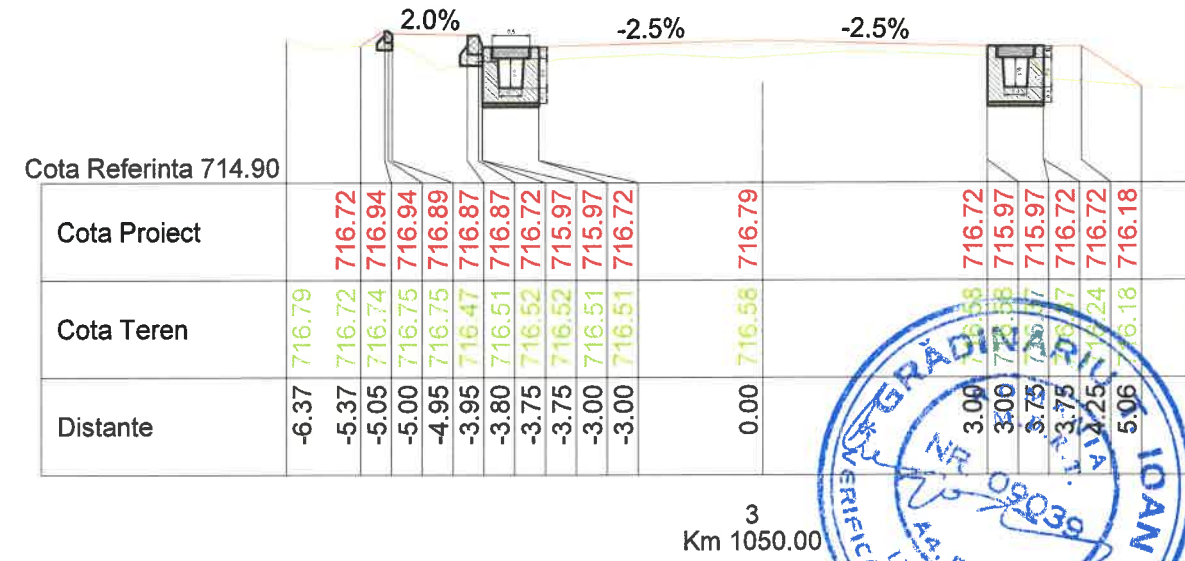 2.0%
-2.5%
-2.5%
Cota Referinta 714.90
Cota Proiect
716.72 716.94 716.94 716.89 716.87 716.87 716.72 715.97 715.97 716.72 716.79 716.72 715.97 715.97 716.72 716.72 716.18
Cota Teren
716.79 716.72 716.74 716.75 716.75 716.47 716.51 716.52 716.52 716.51 716.51 716.58
Distante
-6.37 -5.37 -5.05 -5.00 -4.95 -3.95 -3.80 -3.75 -3.75 -3.00 -3.00 0.00 3.00 3.00 3.75 3.75 4.25 5.06
3
Km 1050.00
GRĂDINARIU
IOAN
NR 09039